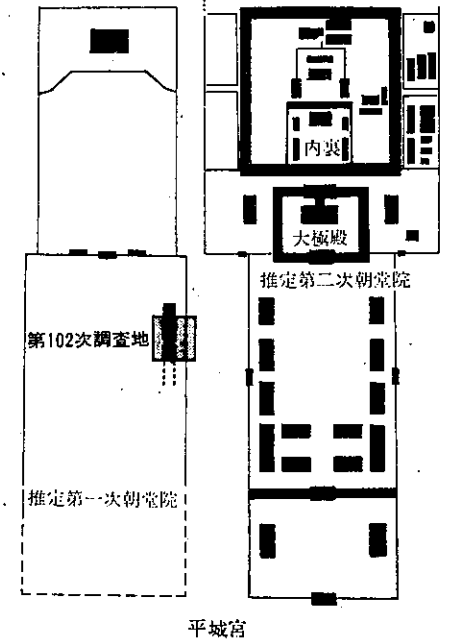 内裏
大極殿
推定第二次朝堂院
第102次調査地
推定第一次朝堂院
平城宮